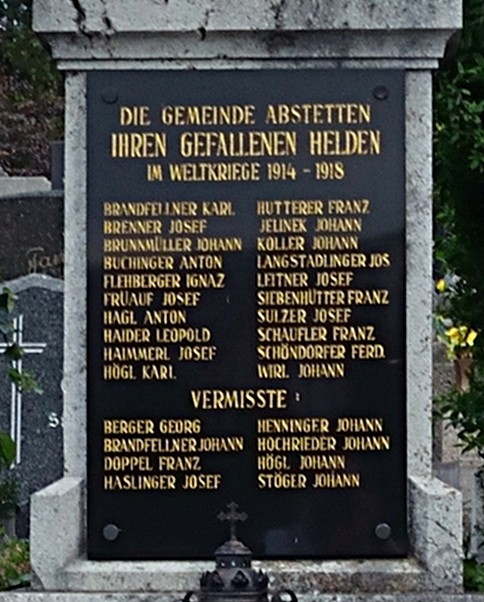 DIE GEMEINDE ABSTETTEN
IHREN GEFALLENEN HELDEN
IM WELTKRIEGE 1914 - 1918
BRANDFELLNER KARL
BRENNER JOSEF
BRUNNMÜLLER JOHANN
BUCHINGER ANTON
FLEHBERGER IGNAZ
FRÜAUF JOSEF
HAGL ANTON
HAIDER LEOPOLD
HAIMMERL JOSEF
HÖGL KARL
HUTTERER FRANZ
JELINEK JOHANN
KOLLER JOHANN
LANGSTADLINGER JOS
LEITNER JOSEF
SIEBENHÜTTER FRANZ
SULZER JOSEF
SCHAUFLER FRANZ
SCHÖNDORFER FERD.
WIRL JOHANN
VERMISSTE :
BERGER GEORG
BRANDFELLNER JOHANN
DOPPEL FRANZ
HASLINGER JOSEF
HENNINGER JOHANN
HOCHRIEDER JOHANN
HÖGL JOHANN
STÖGER JOHANN